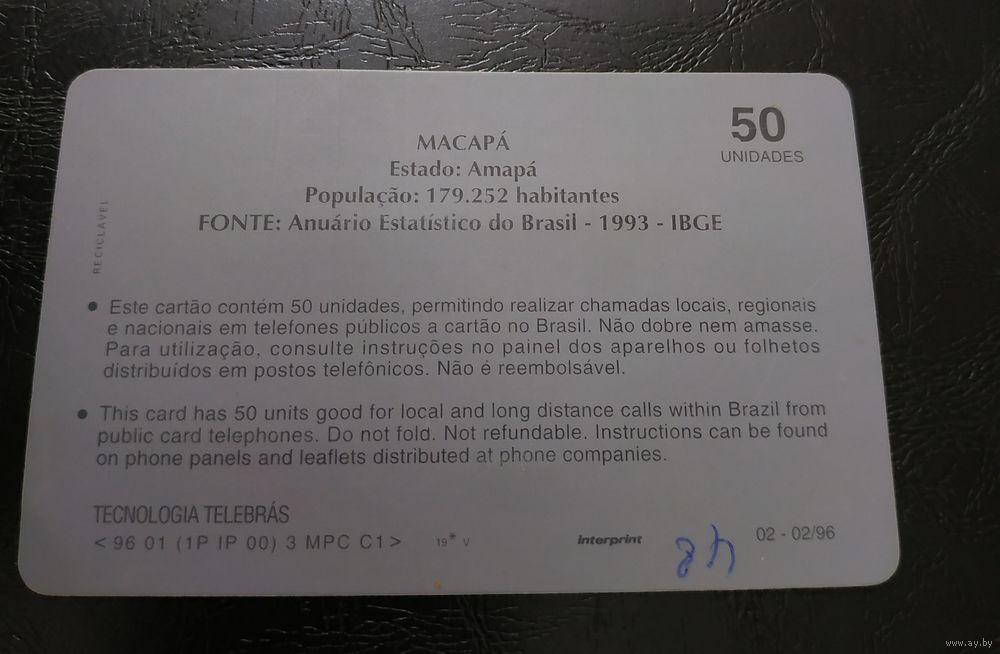 MACAPÁ
Estado: Amapá
População: 179.252 habitantes
FONTE: Anuário Estatístico do Brasil - 1993 - IBGE
50
UNIDADES
RECICLÁVEL
• Este cartão contém 50 unidades, permitindo realizar chamadas locais, regionais
e nacionais em telefones públicos a cartão no Brasil. Não dobre nem amasse.
Para utilização, consulte instruções no painel dos aparelhos ou folhetos
distribuídos em postos telefônicos. Não é reembolsável.
• This card has 50 units good for local and long distance calls within Brazil from
public card telephones. Do not fold. Not refundable. Instructions can be found
on phone panels and leaflets distributed at phone companies.
TECNOLOGIA TELEBRÁS
< 96 01 (1P IP 00) 3 MPC C1 >
19* V
interprint
02 - 02/96
www.ay.by